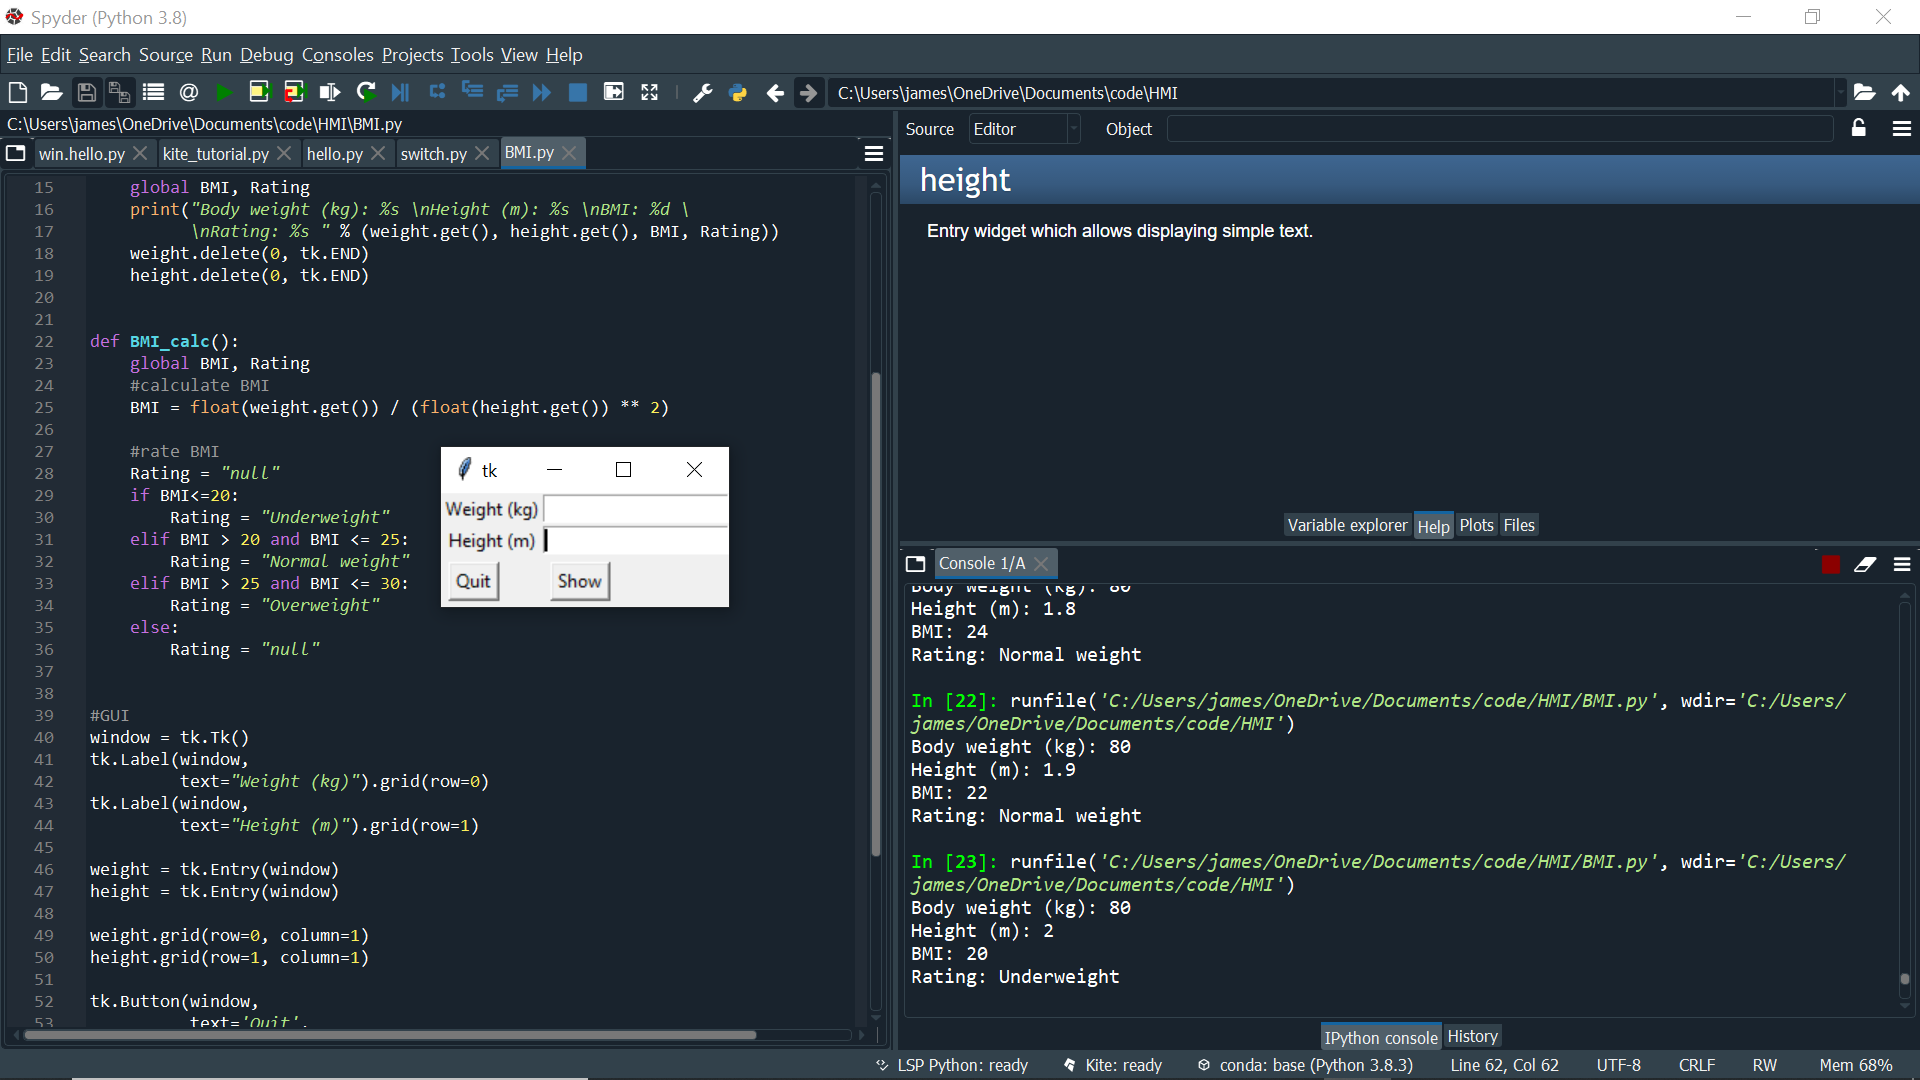 Spyder (Python 3.8)
File Edit Search Source Run Debug Consoles Projects Tools View Help
C:\Users\james\OneDrive\Documents\code\HMI
C:\Users\james\OneDrive\Documents\code\HMI\BMI.py
win.hello.py kite_tutorial.py hello.py switch.py BMI.py
15 global BMI, Rating
16 print("Body weight (kg): %s \nHeight (m): %s \nBMI: %d \
17 \nRating: %s " % (weight.get(), height.get(), BMI, Rating))
18 weight.delete(0, tk.END)
19 height.delete(0, tk.END)
20
21
22 def BMI_calc():
23 global BMI, Rating
24 #calculate BMI
25 BMI = float(weight.get()) / (float(height.get()) ** 2)
26
27 #rate BMI
28 Rating = "null"
29 if BMI<=20:
30 Rating = "Underweight"
31 elif BMI > 20 and BMI <= 25:
32 Rating = "Normal weight"
33 elif BMI > 25 and BMI <= 30:
34 Rating = "Overweight"
35 else:
36 Rating = "null"
37
38
39 #GUI
40 window = tk.Tk()
41 tk.Label(window,
42 text="Weight (kg)").grid(row=0)
43 tk.Label(window,
44 text="Height (m)").grid(row=1)
45
46 weight = tk.Entry(window)
47 height = tk.Entry(window)
48
49 weight.grid(row=0, column=1)
50 height.grid(row=1, column=1)
51
52 tk.Button(window,
53 text='Quit',
tk
Weight (kg)
Height (m)
Quit Show
Source Editor Object
height
Entry widget which allows displaying simple text.
Variable explorer Help Plots Files
Console 1/A
Body weight (kg): 80
Height (m): 1.8
BMI: 24
Rating: Normal weight
In [22]: runfile('C:/Users/james/OneDrive/Documents/code/HMI/BMI.py', wdir='C:/Users/
james/OneDrive/Documents/code/HMI')
Body weight (kg): 80
Height (m): 1.9
BMI: 22
Rating: Normal weight
In [23]: runfile('C:/Users/james/OneDrive/Documents/code/HMI/BMI.py', wdir='C:/Users/
james/OneDrive/Documents/code/HMI')
Body weight (kg): 80
Height (m): 2
BMI: 20
Rating: Underweight
IPython console History
LSP Python: ready Kite: ready conda: base (Python 3.8.3) Line 62, Col 62 UTF-8 CRLF RW Mem 68%